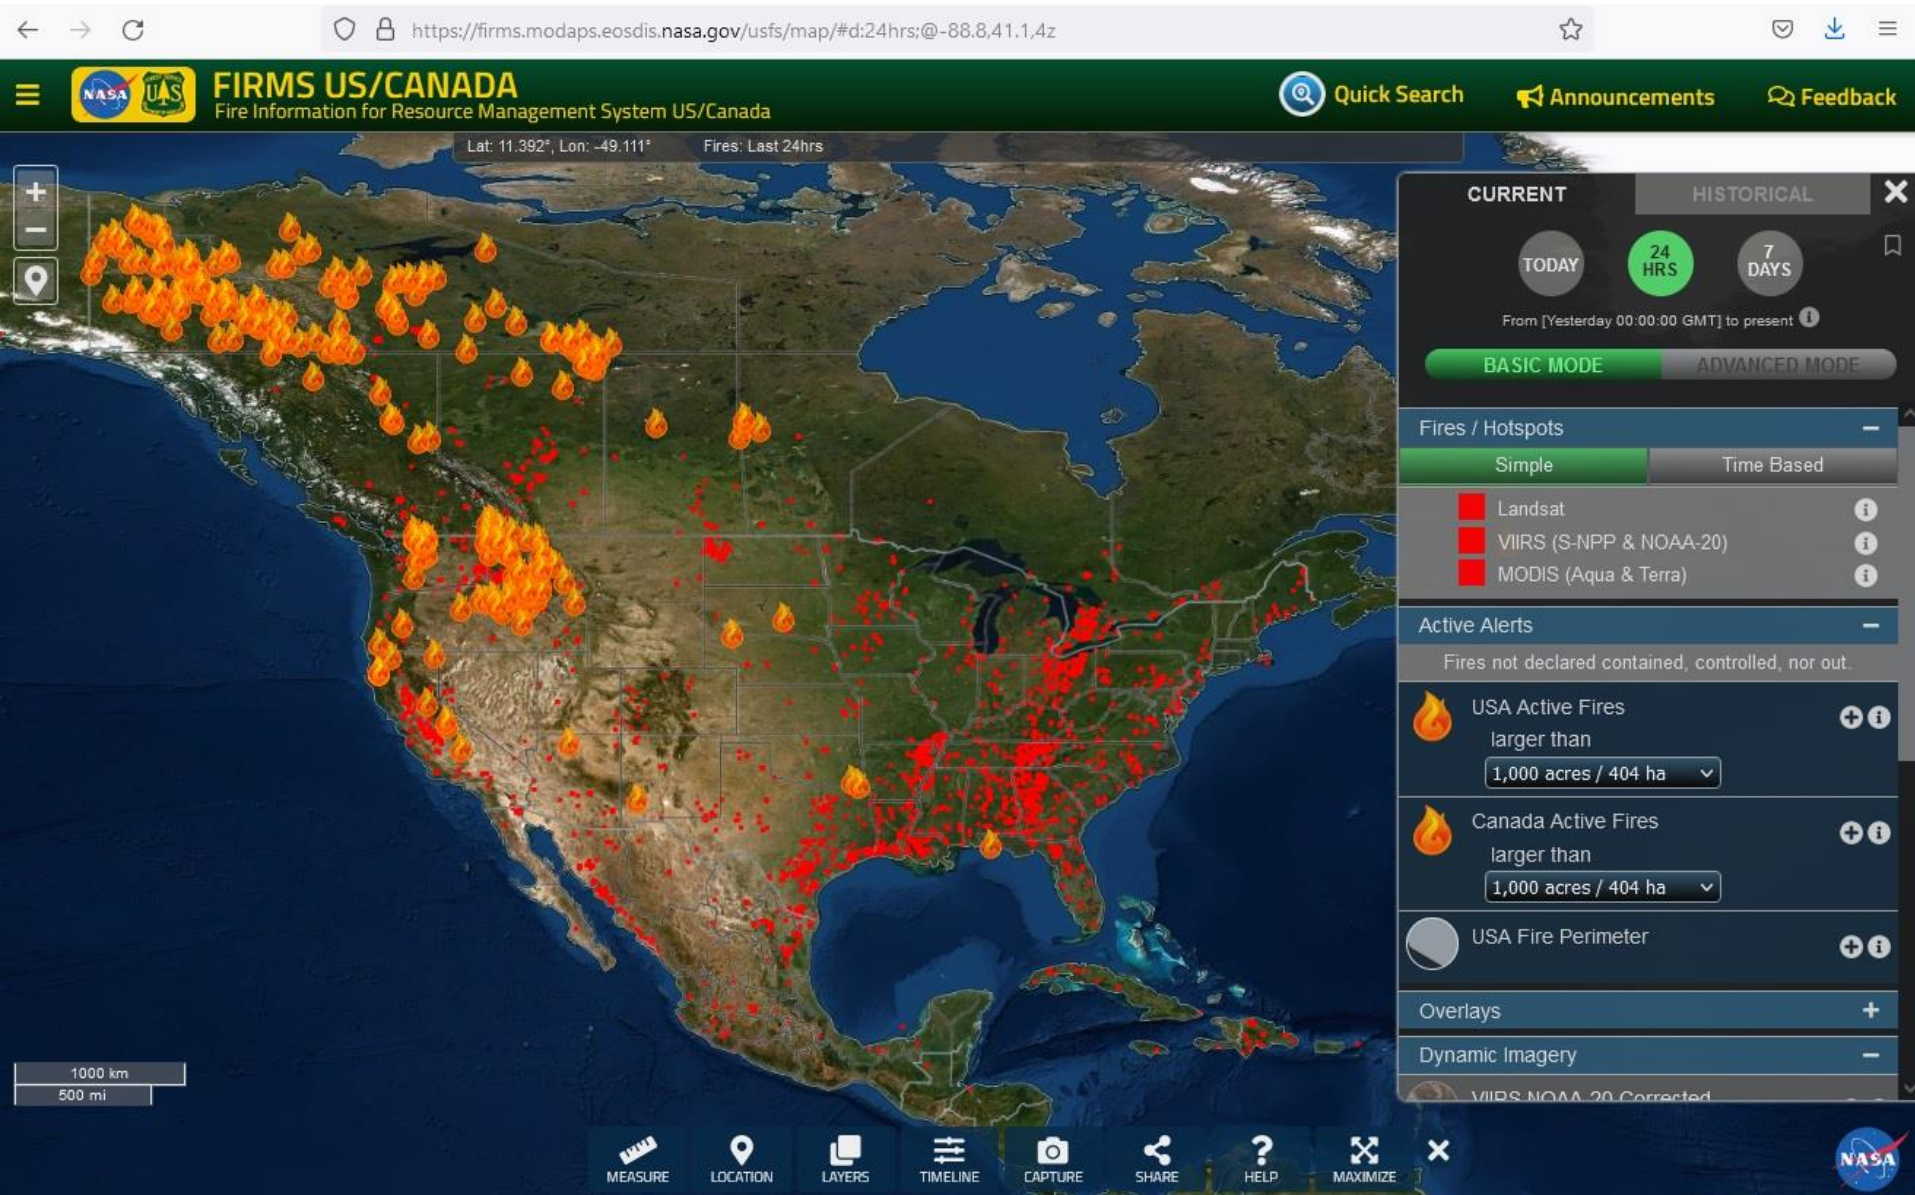 https://firms.modaps.eosdis.nasa.gov/usfs/map/#d:24hrs;@-88.8,41.1,4z
NASA
UAS
FIRMS US/CANADA
Fire Information for Resource Management System US/Canada
Quick Search
Announcements
Feedback
Lat: 11.392°, Lon: -49.111°
Fires: Last 24hrs
+
−
CURRENT
HISTORICAL
TODAY
24
HRS
7
DAYS
From [Yesterday 00:00:00 GMT] to present
BASIC MODE
ADVANCED MODE
Fires / Hotspots
Simple
Time Based
Landsat
VIIRS (S-NPP & NOAA-20)
MODIS (Aqua & Terra)
Active Alerts
Fires not declared contained, controlled, nor out.
USA Active Fires
larger than
1,000 acres / 404 ha
Canada Active Fires
larger than
1,000 acres / 404 ha
USA Fire Perimeter
Overlays
Dynamic Imagery
VIIRS NOAA-20 Corrected
1000 km
500 mi
MEASURE
LOCATION
LAYERS
TIMELINE
CAPTURE
SHARE
HELP
MAXIMIZE
NASA